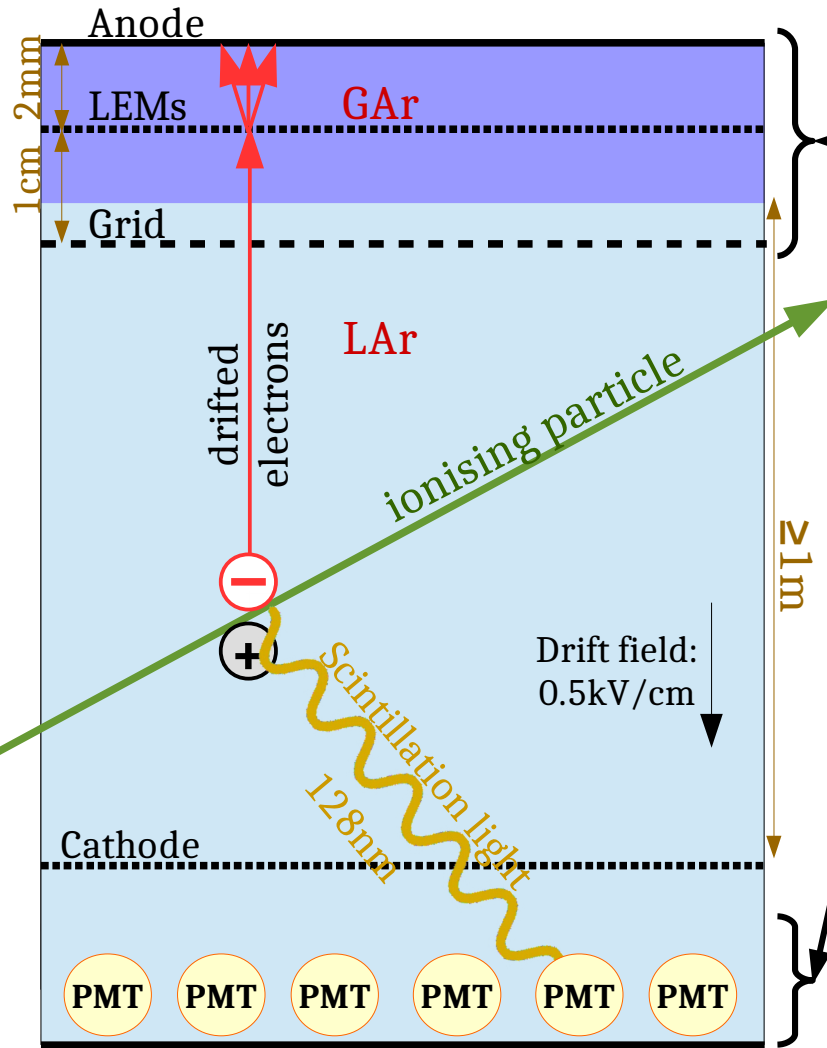 Anode
2mm
LEMs
GAr
1cm
Grid
LAr
drifted
electrons
ionising particle
≥1m
−
+
Drift field:
0.5kV/cm
Scintillation light
128nm
Cathode
PMT PMT PMT PMT PMT PMT